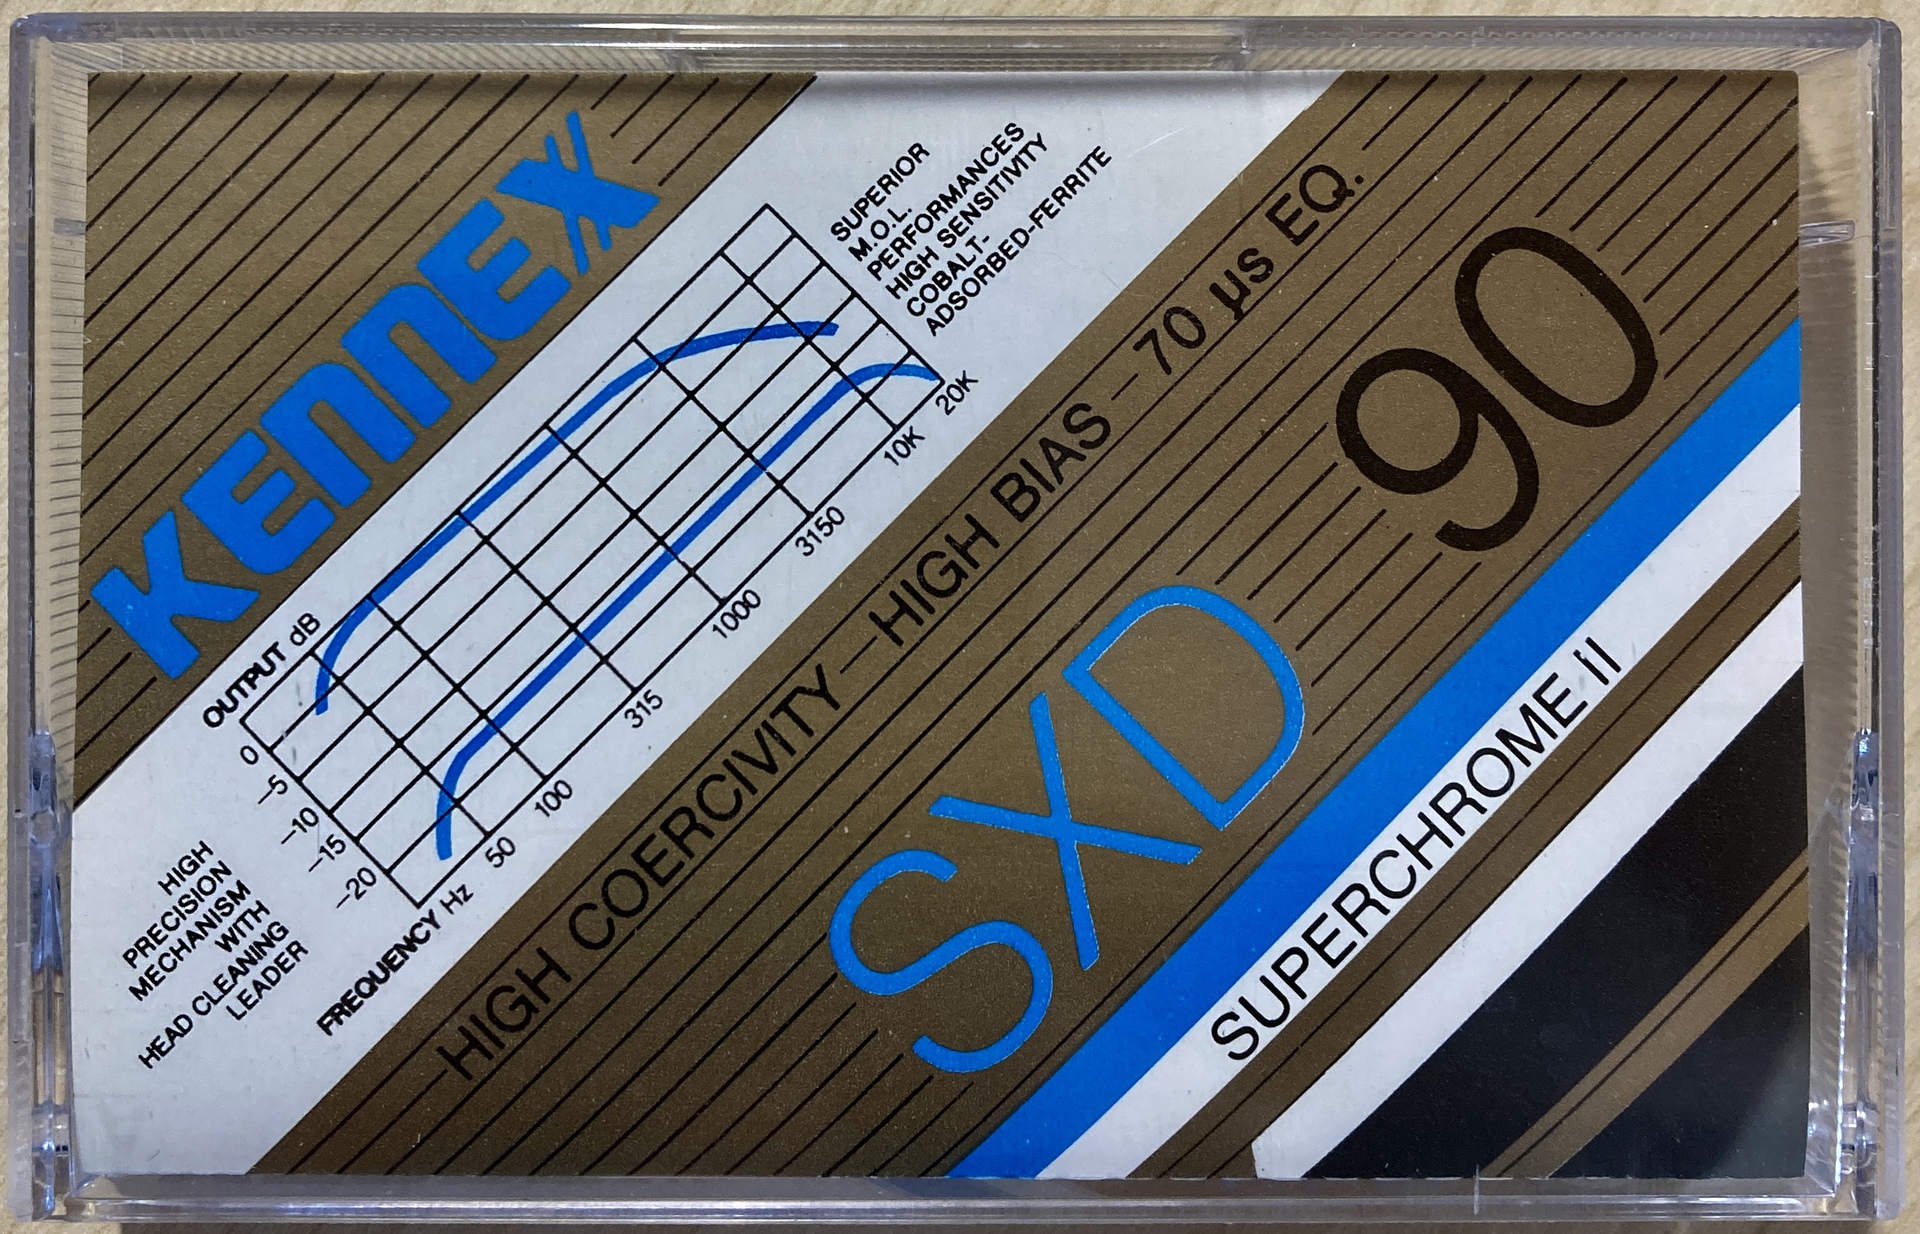 KENNEX
SUPERIOR
M.O.L.
PERFORMANCES
HIGH SENSITIVITY
COBALT-
ADSORBED-FERRITE
OUTPUT dB
0
-5
-10
-15
-20
FREQUENCY Hz
50
100
315
1000
3150
10K
20K
HIGH
PRECISION
MECHANISM
WITH
HEAD CLEANING
LEADER
HIGH COERCIVITY — HIGH BIAS — 70 µs EQ.
SXD 90
SUPERCHROME II